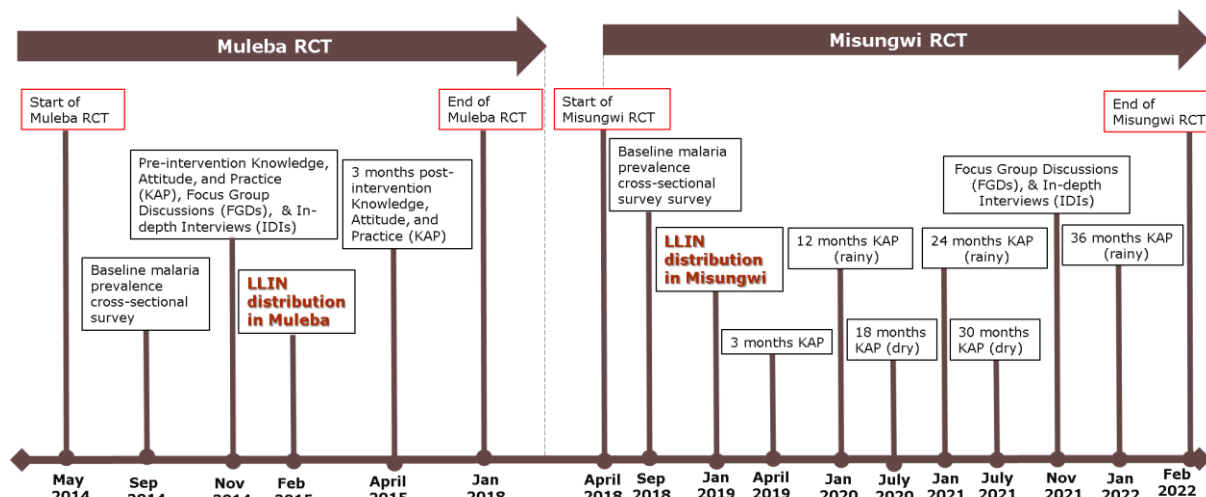 Muleba RCT
Misungwi RCT
Start of
Muleba RCT
End of
Muleba RCT
Start of
Misungwi RCT
End of
Misungwi RCT
Pre-intervention Knowledge,
Attitude, and Practice
(KAP), Focus Group
Discussions (FGDs), & In-
depth Interviews (IDIs)
3 months post-
intervention
Knowledge,
Attitude, and
Practice (KAP)
Baseline malaria
prevalence
cross-sectional
survey survey
Focus Group Discussions
(FGDs), & In-depth
Interviews (IDIs)
Baseline malaria
prevalence
cross-sectional
survey
LLIN
distribution
in Muleba
LLIN
distribution
in Misungwi
12 months KAP
(rainy)
24 months KAP
(rainy)
36 months KAP
(rainy)
3 months KAP
18 months
KAP (dry)
30 months
KAP (dry)
May
2014
Sep
2014
Nov
2014
Feb
2015
April
2015
Jan
2018
April
2018
Sep
2018
Jan
2019
April
2019
Jan
2020
July
2020
Jan
2021
July
2021
Nov
2021
Jan
2022
Feb
2022